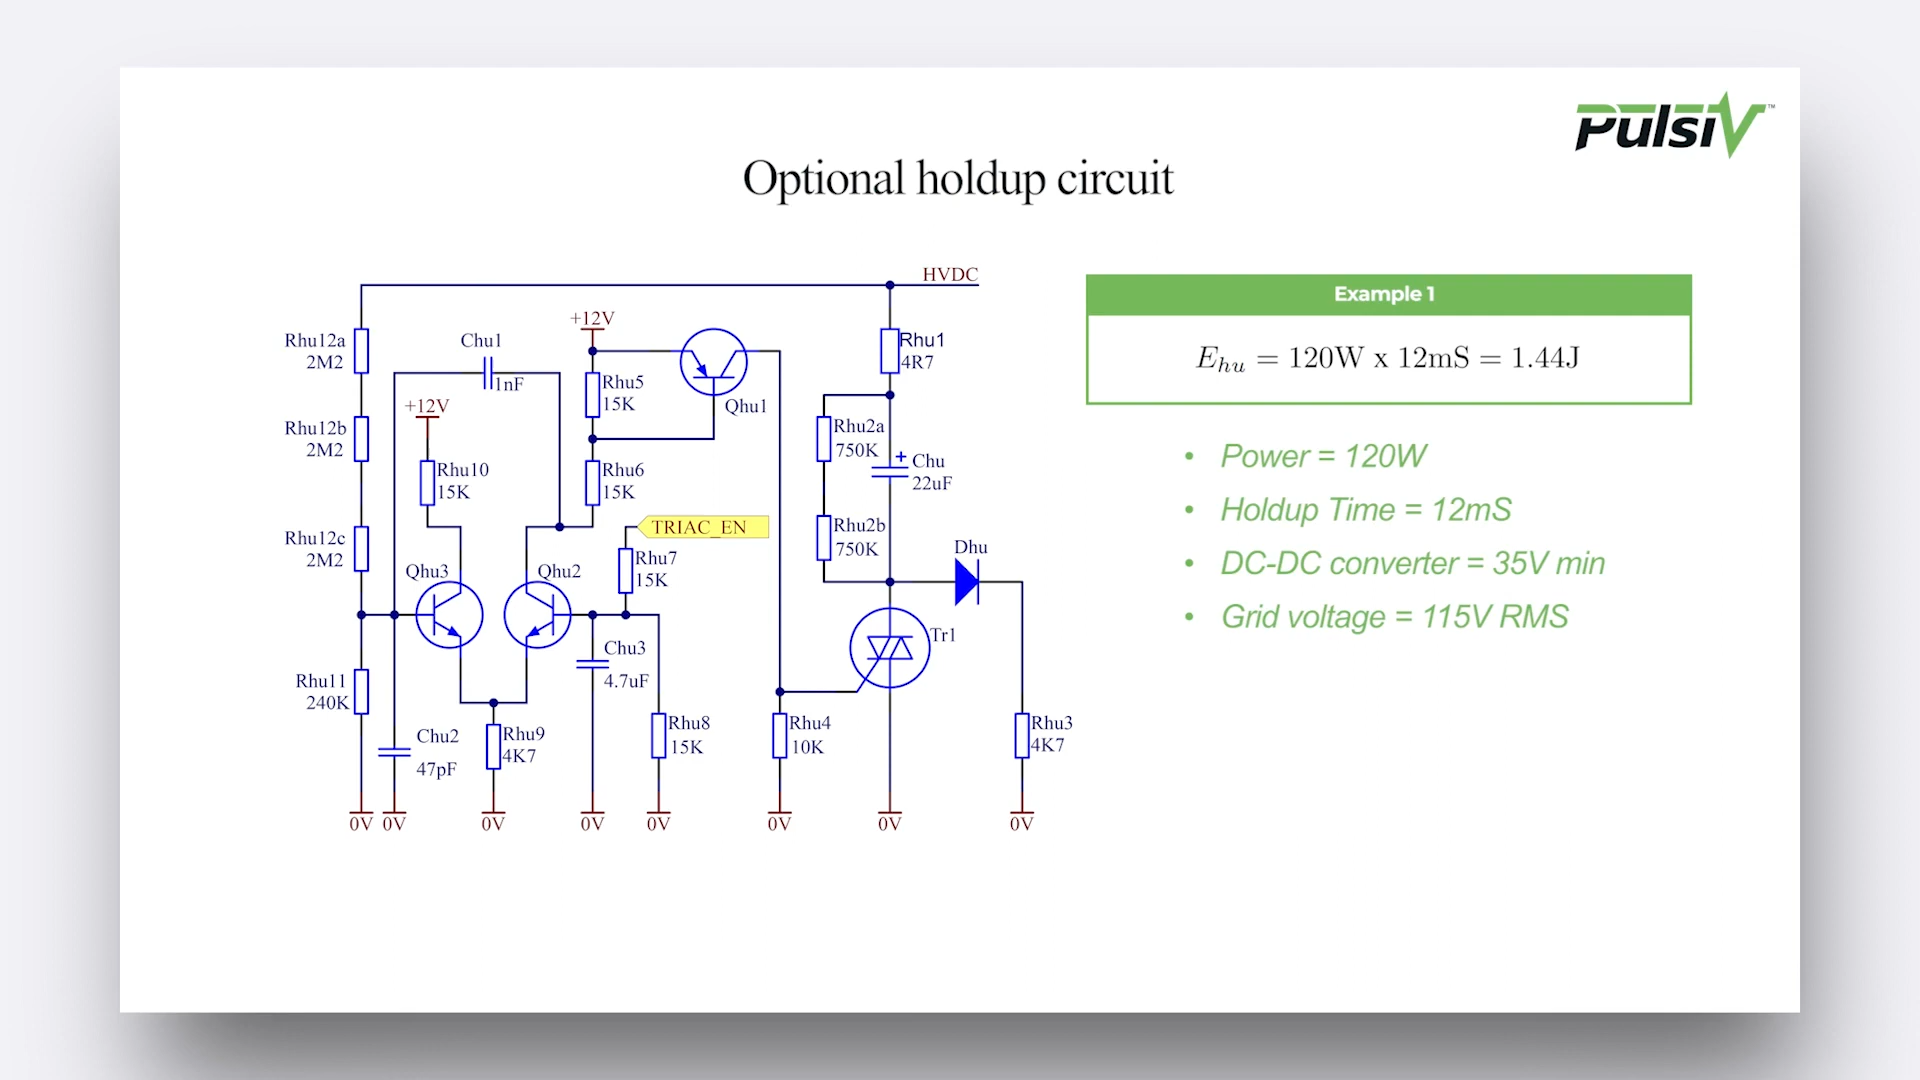 PulsiV™
Optional holdup circuit
HVDC
Example 1
E_hu = 120W x 12mS = 1.44J
• Power = 120W
• Holdup Time = 12mS
• DC-DC converter = 35V min
• Grid voltage = 115V RMS
Rhu12a
2M2
Chu1
1nF
+12V
Rhu5
15K
Qhu1
Rhu1
4R7
+12V
Rhu12b
2M2
Rhu10
15K
Rhu6
15K
Rhu2a
750K
+
Chu
22uF
Rhu12c
2M2
TRIAC_EN
Rhu7
15K
Rhu2b
750K
Dhu
Qhu3
Qhu2
Tr1
Chu3
4.7uF
Rhu11
240K
Chu2
47pF
Rhu9
4K7
Rhu8
15K
Rhu4
10K
Rhu3
4K7
0V 0V 0V 0V 0V 0V 0V 0V